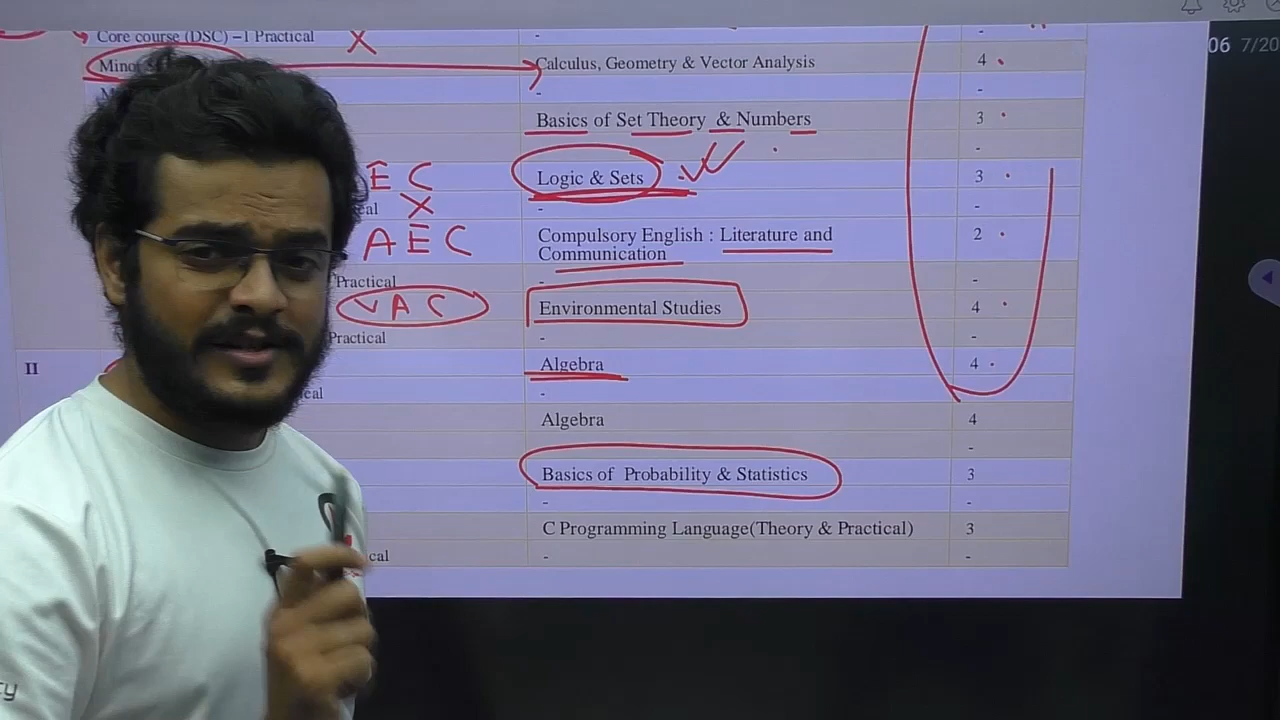 Core course (DSC) –1 Practical X -
06 7/20
Minor Calculus, Geometry & Vector Analysis 4
- -
Basics of Set Theory & Numbers 3
-
E C Logic & Sets 3
X - -
A E C Compulsory English : Literature and 2
Communication
Practical - -
V A C Environmental Studies 4
Practical - -
II Algebra 4
-
Algebra 4
-
Basics of Probability & Statistics 3
- -
C Programming Language(Theory & Practical) 3
- -